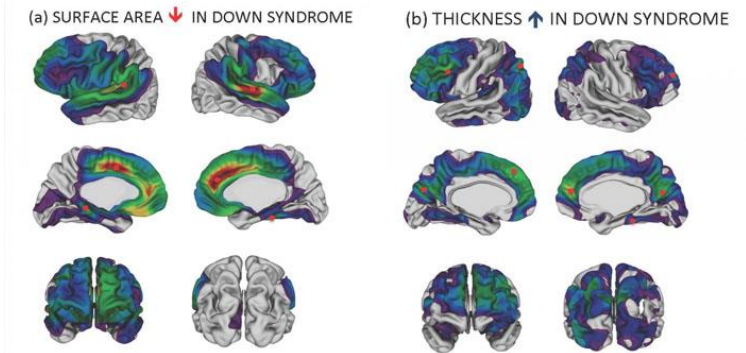 (a) SURFACE AREA ↓ IN DOWN SYNDROME
(b) THICKNESS ↑ IN DOWN SYNDROME